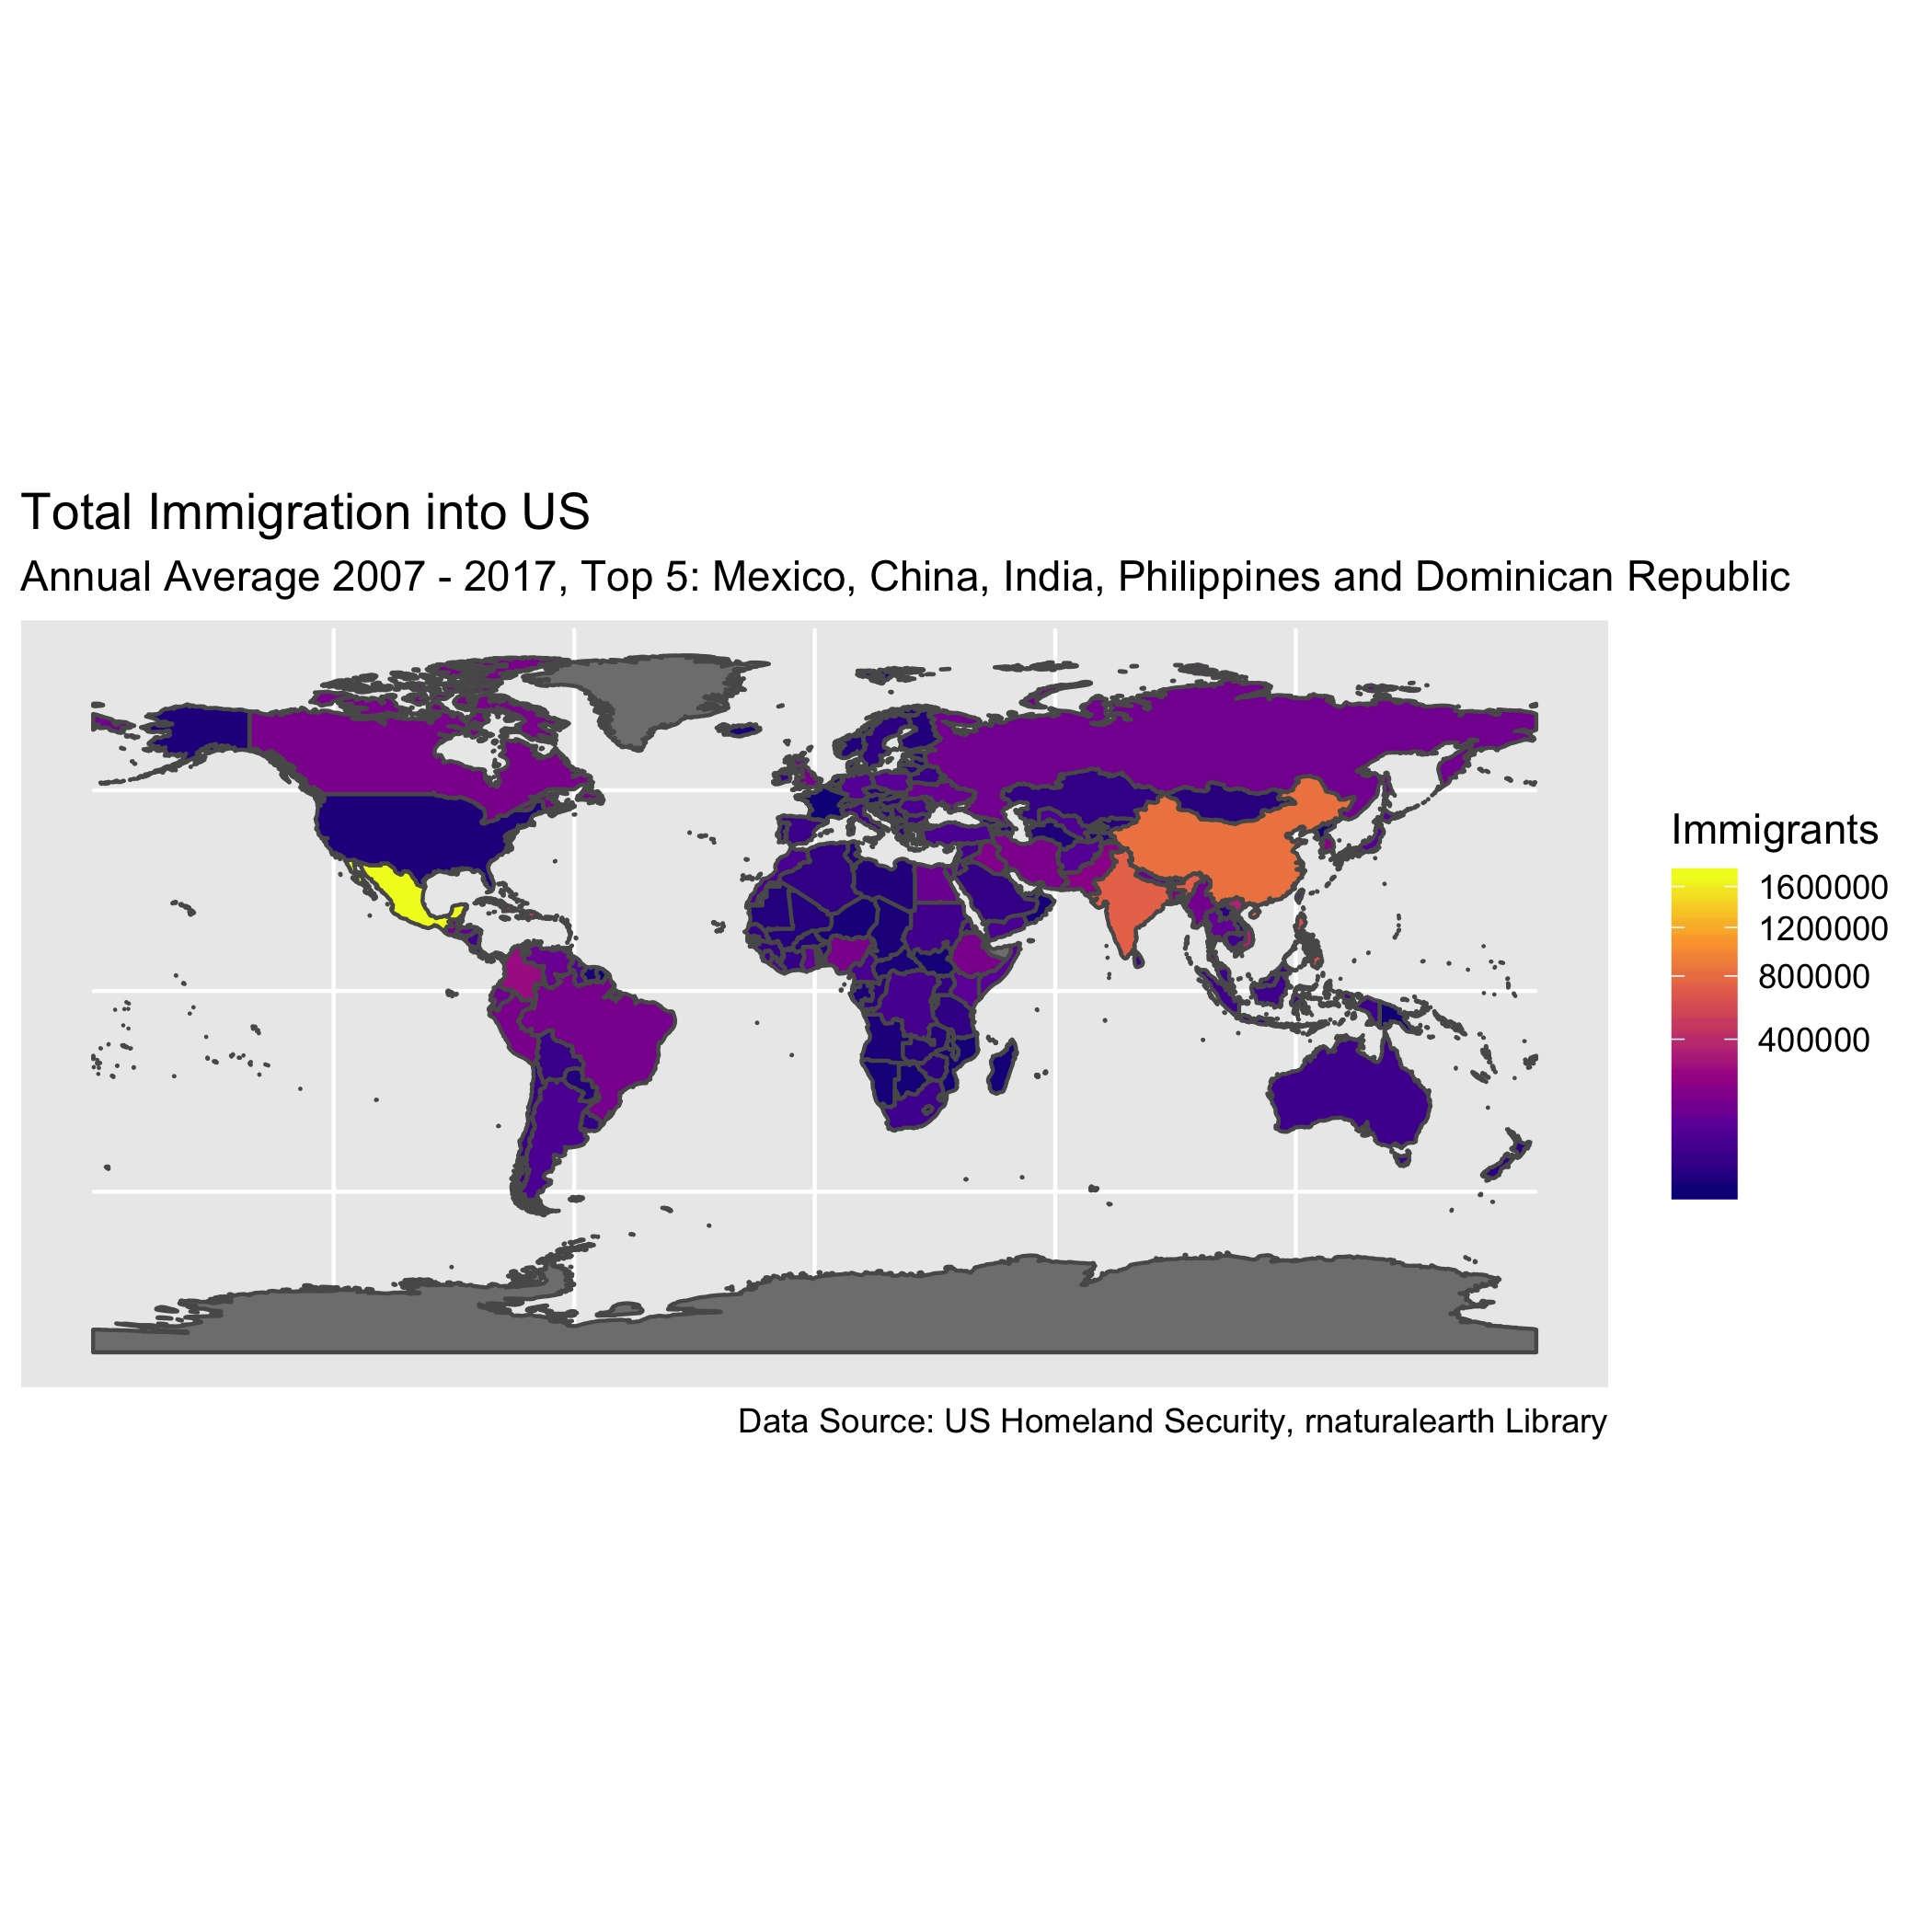 Total Immigration into US
Annual Average 2007 - 2017, Top 5: Mexico, China, India, Philippines and Dominican Republic
Immigrants
1600000
1200000
800000
400000
Data Source: US Homeland Security, rnaturalearth Library